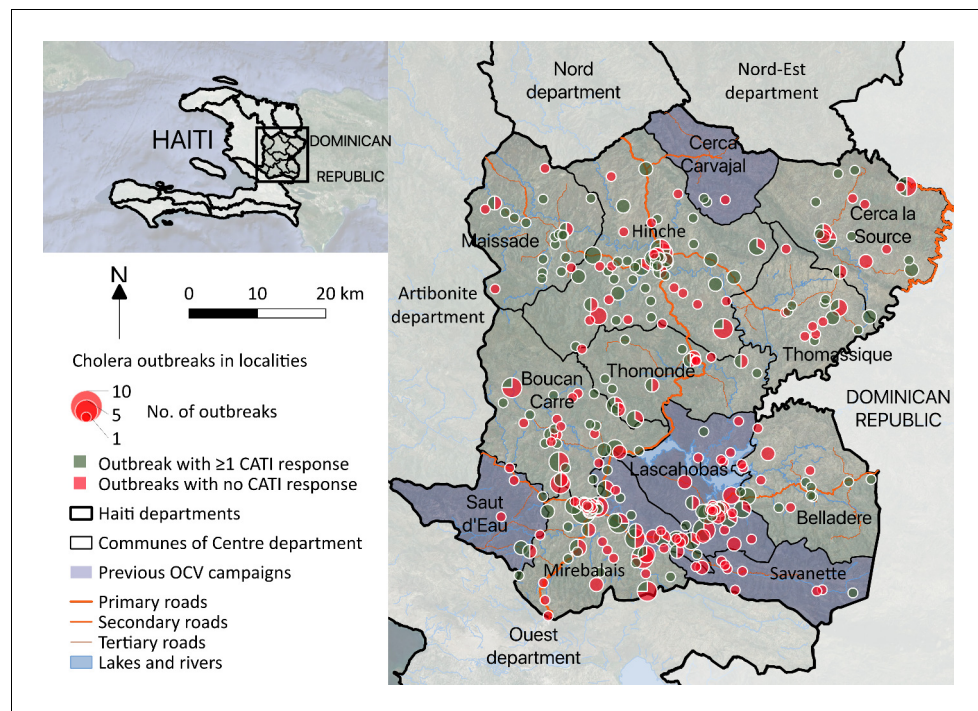 HAITI
DOMINICAN
REPUBLIC
N
0 10 20 km
Cholera outbreaks in localities
10
5
1
No. of outbreaks
Outbreak with ≥1 CATI response
Outbreaks with no CATI response
Haiti departments
Communes of Centre department
Previous OCV campaigns
Primary roads
Secondary roads
Tertiary roads
Lakes and rivers
Nord
department
Nord-Est
department
Cerca
Carvajal
Maissade
Hinche
Cerca la
Source
Artibonite
department
Thomassique
Boucan
Carre
Thomonde
DOMINICAN
REPUBLIC
Lascahobas
Saut
d'Eau
Belladere
Mirebalais
Savanette
Ouest
department